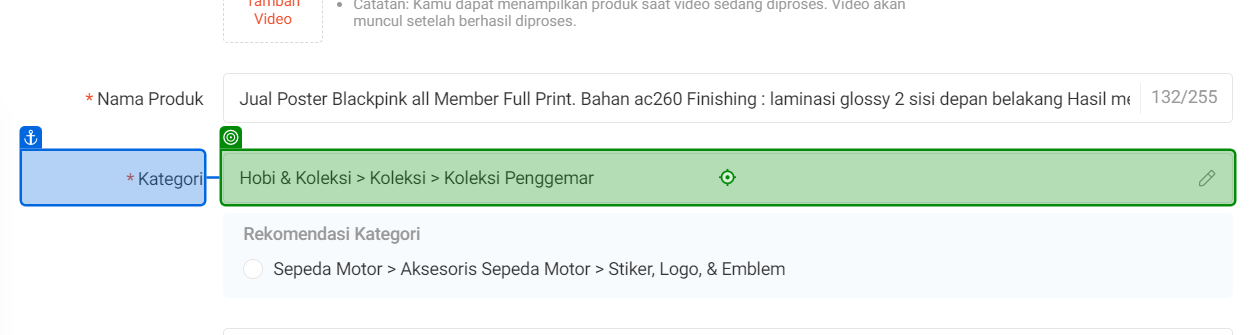 Tambah
Video
• Catatan: Kamu dapat menampilkan produk saat video sedang diproses. Video akan
muncul setelah berhasil diproses.
* Nama Produk
Jual Poster Blackpink all Member Full Print. Bahan ac260 Finishing : laminasi glossy 2 sisi depan belakang Hasil me
132/255
* Kategori
Hobi & Koleksi > Koleksi > Koleksi Penggemar
Rekomendasi Kategori
Sepeda Motor > Aksesoris Sepeda Motor > Stiker, Logo, & Emblem